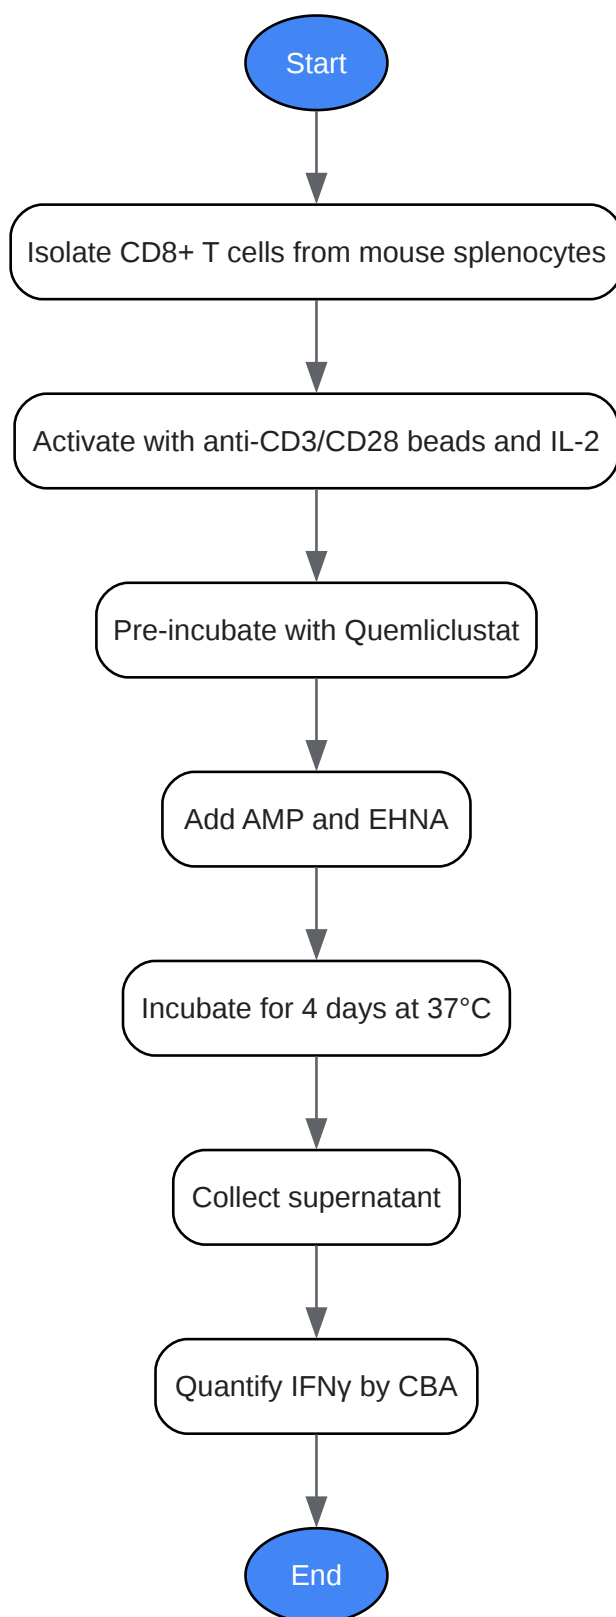 Start
Isolate CD8+ T cells from mouse splenocytes
Activate with anti-CD3/CD28 beads and IL-2
Pre-incubate with Quemliclustat
Add AMP and EHNA
Incubate for 4 days at 37°C
Collect supernatant
Quantify IFNγ by CBA
End